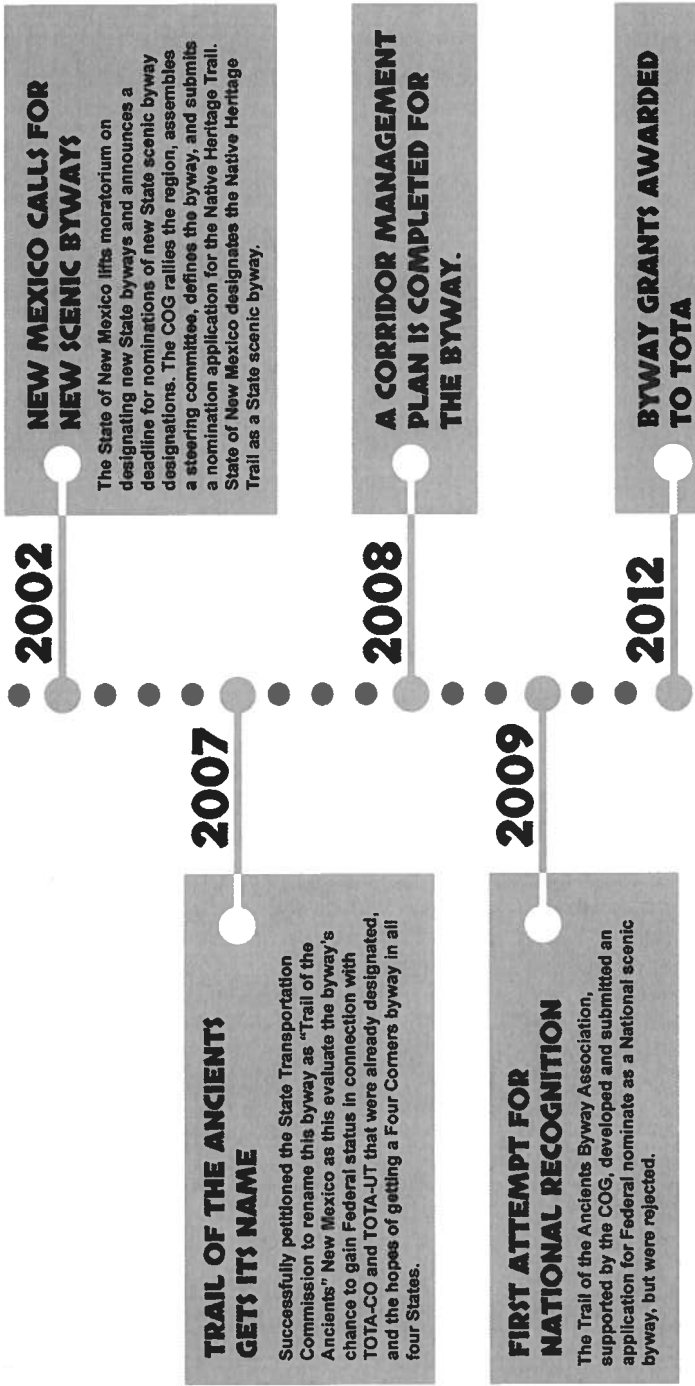 2002
NEW MEXICO CALLS FOR
NEW SCENIC BYWAYS
The State of New Mexico lifts moratorium on
designating new State byways and announces a
deadline for nominations of new State scenic byway
designations. The COG rallies the region, assembles
a steering committee, defines the byway, and submits
a nomination application for the Native Heritage Trail.
State of New Mexico designates the Native Heritage
Trail as a State scenic byway.
2007
TRAIL OF THE ANCIENTS
GETS ITS NAME
Successfully petitioned the State Transportation
Commission to rename this byway as "Trail of the
Ancients" New Mexico as this evaluate the byway's
chance to gain Federal status in connection with
TOTA-CO and TOTA-UT that were already designated,
and the hopes of getting a Four Corners byway in all
four States.
2008
A CORRIDOR MANAGEMENT
PLAN IS COMPLETED FOR
THE BYWAY.
2009
FIRST ATTEMPT FOR
NATIONAL RECOGNITION
The Trail of the Ancients Byway Association,
supported by the COG, developed and submitted an
application for Federal nominate as a National scenic
byway, but were rejected.
2012
BYWAY GRANTS AWARDED
TO TOTA